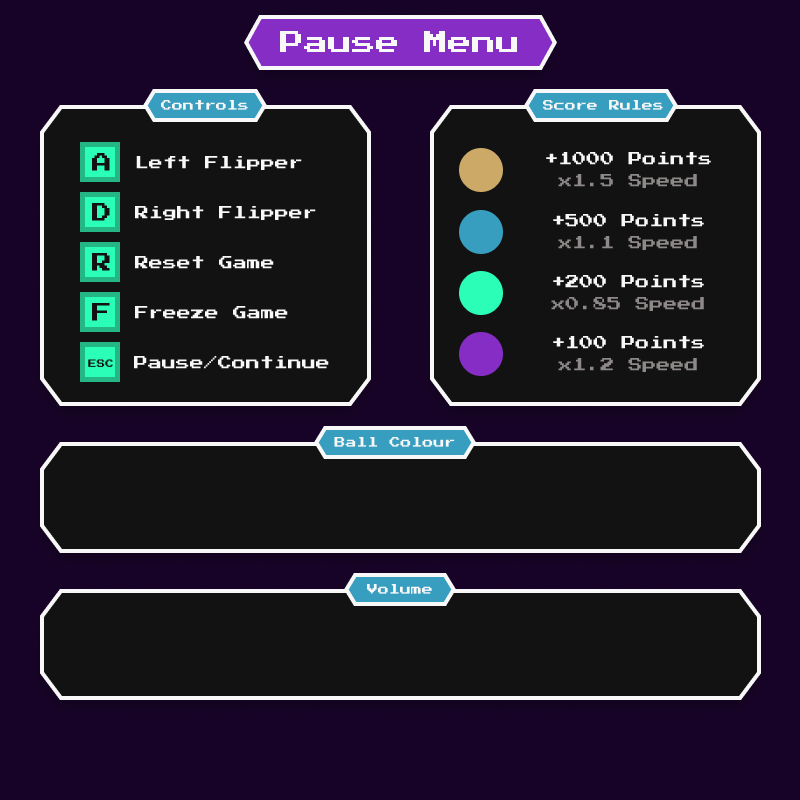 Pause Menu
Controls
A Left Flipper
D Right Flipper
R Reset Game
F Freeze Game
ESC Pause/Continue
Score Rules
+1000 Points
x1.5 Speed
+500 Points
x1.1 Speed
+200 Points
x0.85 Speed
+100 Points
x1.2 Speed
Ball Colour
Volume